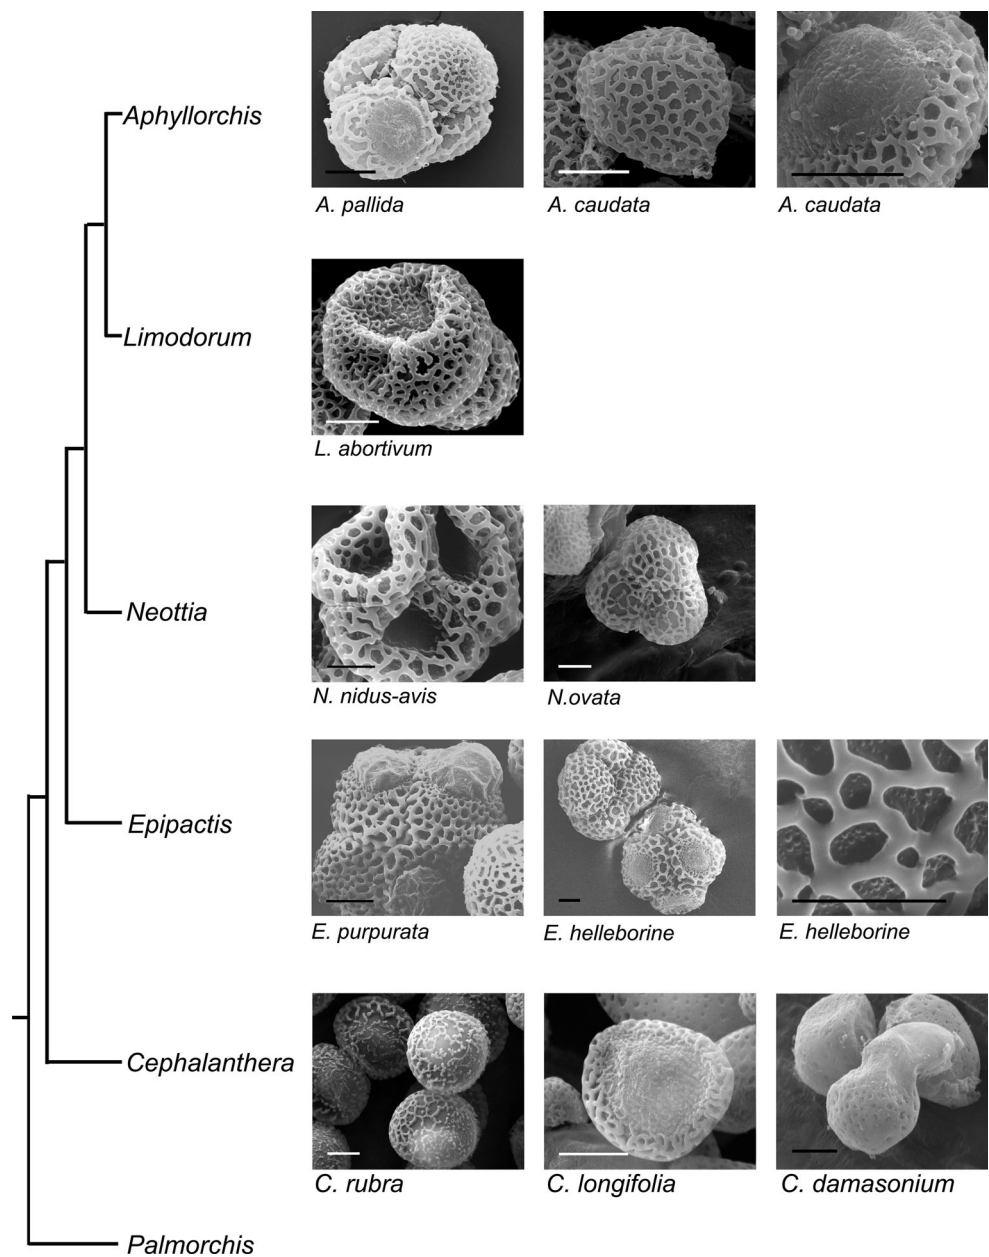 Aphyllorchis
A. pallida
A. caudata
A. caudata
Limodorum
L. abortivum
Neottia
N. nidus-avis
N.ovata
Epipactis
E. purpurata
E. helleborine
E. helleborine
Cephalanthera
C. rubra
C. longifolia
C. damasonium
Palmorchis